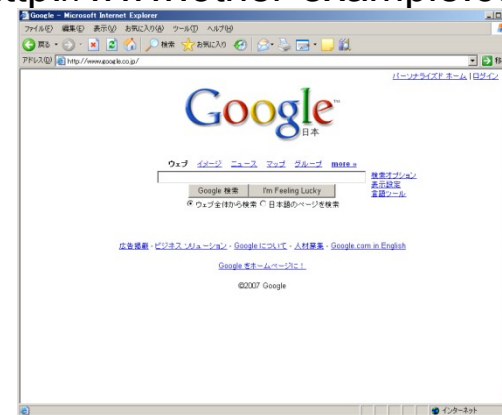 Google - Microsoft Internet Explorer
ファイル(F) 編集(E) 表示(V) お気に入り(A) ツール(T) ヘルプ(H)
戻る 検索 お気に入り
アドレス(D) http://www.google.co.jp/
パーソナライズド ホーム | ログイン
Google™
日本
ウェブ イメージ ニュース マップ グループ more »
Google 検索 I'm Feeling Lucky
検索オプション
表示設定
言語ツール
ウェブ全体から検索 日本語のページを検索
広告掲載 - ビジネス ソリューション - Google について - 人材募集 - Google.com in English
Google をホームページに！
©2007 Google
インターネット